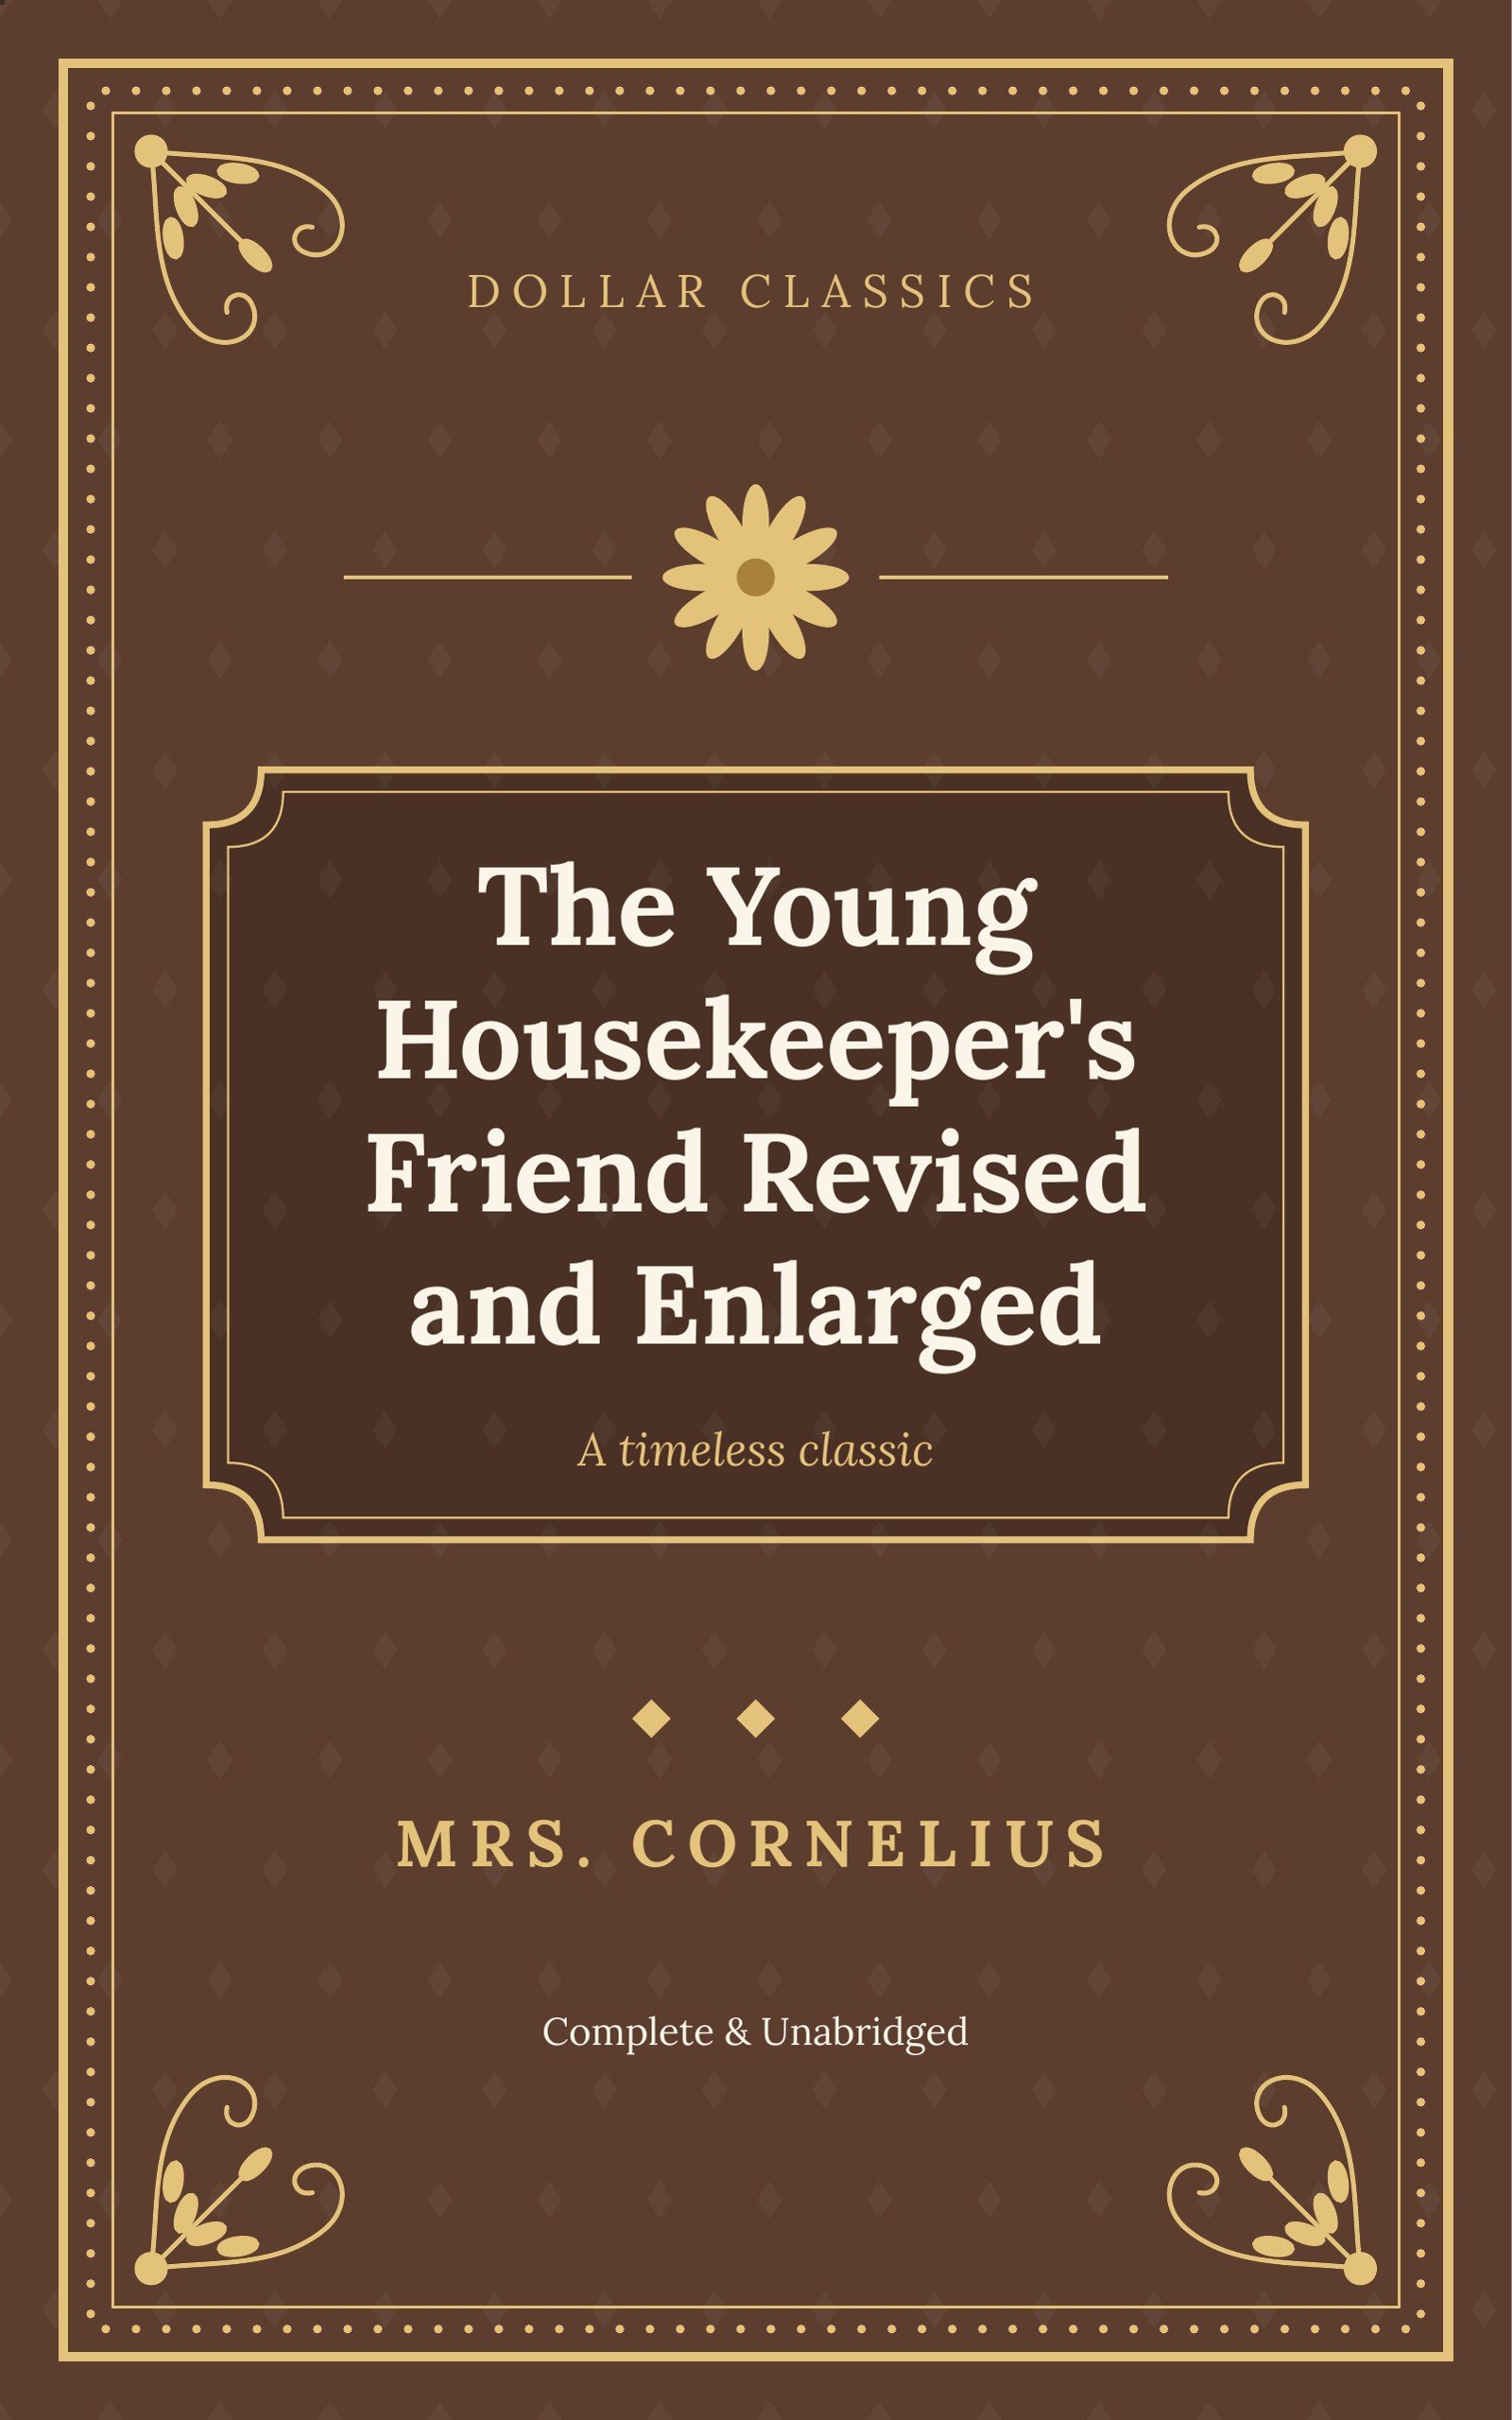 DOLLAR CLASSICS
The Young
Housekeeper's
Friend Revised
and Enlarged
A timeless classic
MRS. CORNELIUS
Complete & Unabridged